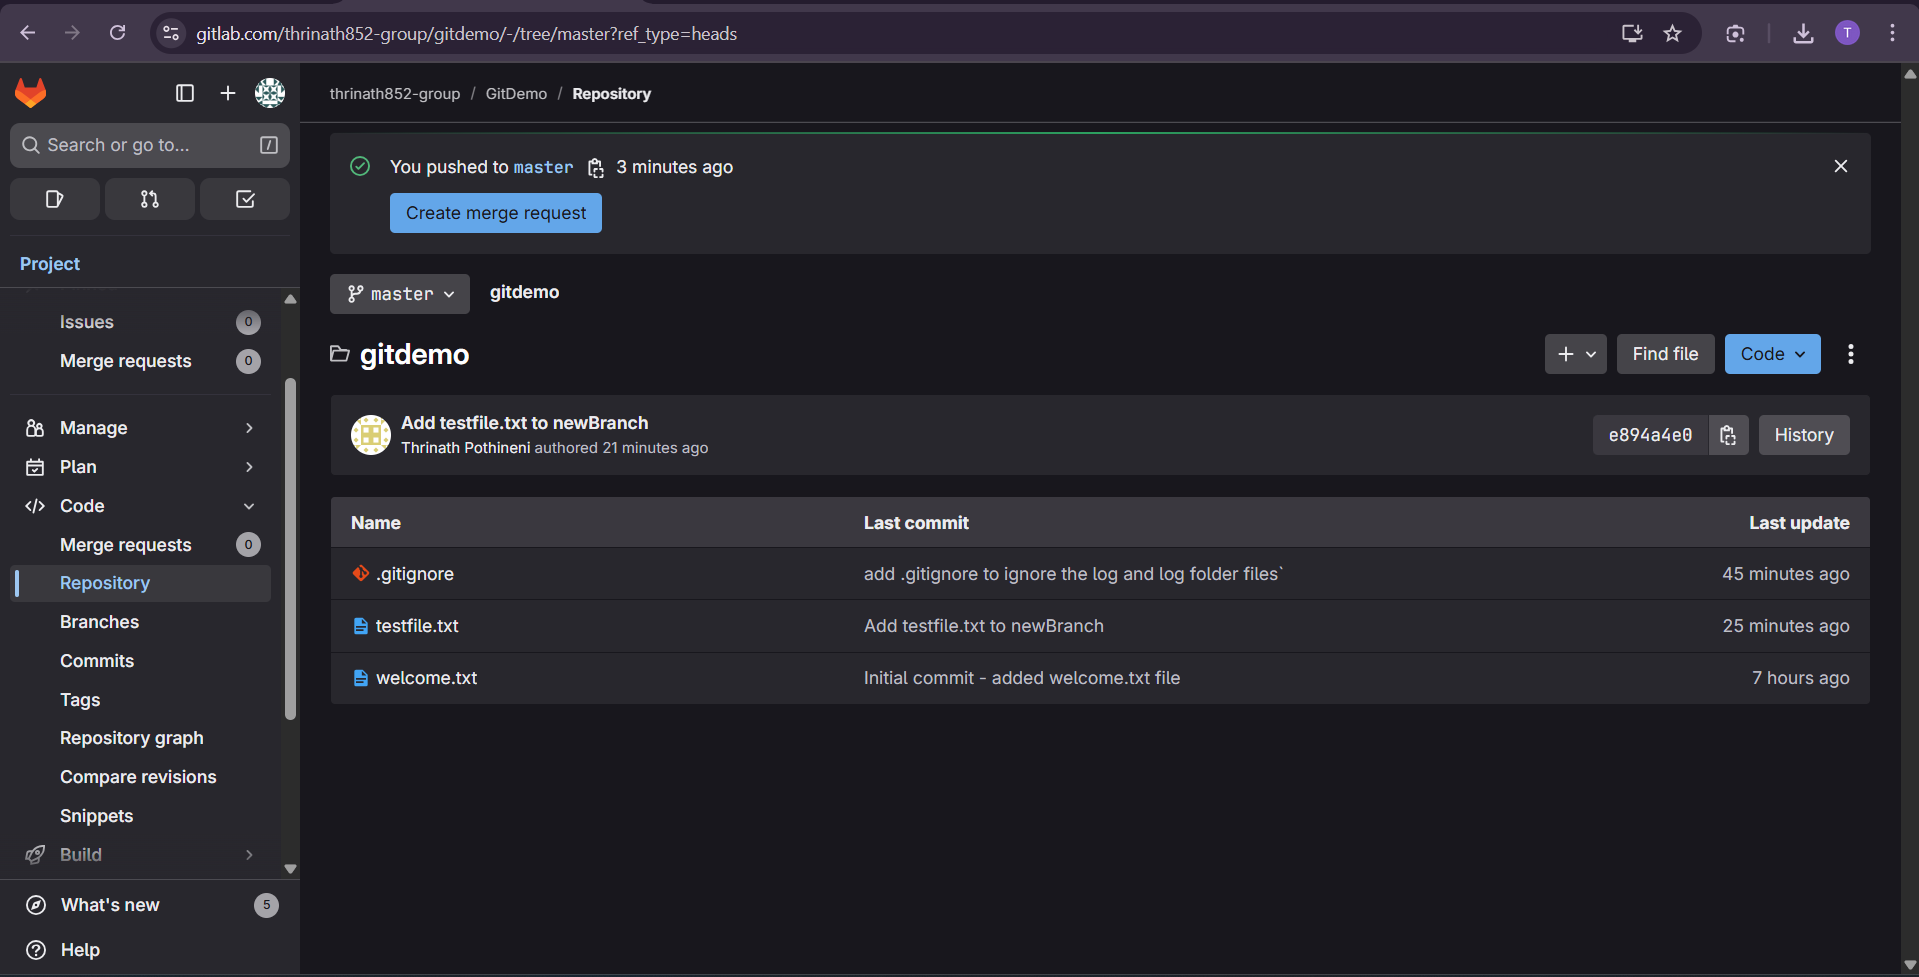 gitlab.com/thrinath852-group/gitdemo/-/tree/master?ref_type=heads
T
Search or go to...
/
Project
Issues 0
Merge requests 0
Manage
Plan
Code
Merge requests 0
Repository
Branches
Commits
Tags
Repository graph
Compare revisions
Snippets
Build
What's new 5
Help
thrinath852-group / GitDemo / Repository
You pushed to master 3 minutes ago
Create merge request
master gitdemo
gitdemo
Find file Code
Add testfile.txt to newBranch
Thrinath Pothineni authored 21 minutes ago
e894a4e0 History
Name Last commit Last update
.gitignore add .gitignore to ignore the log and log folder files` 45 minutes ago
testfile.txt Add testfile.txt to newBranch 25 minutes ago
welcome.txt Initial commit - added welcome.txt file 7 hours ago